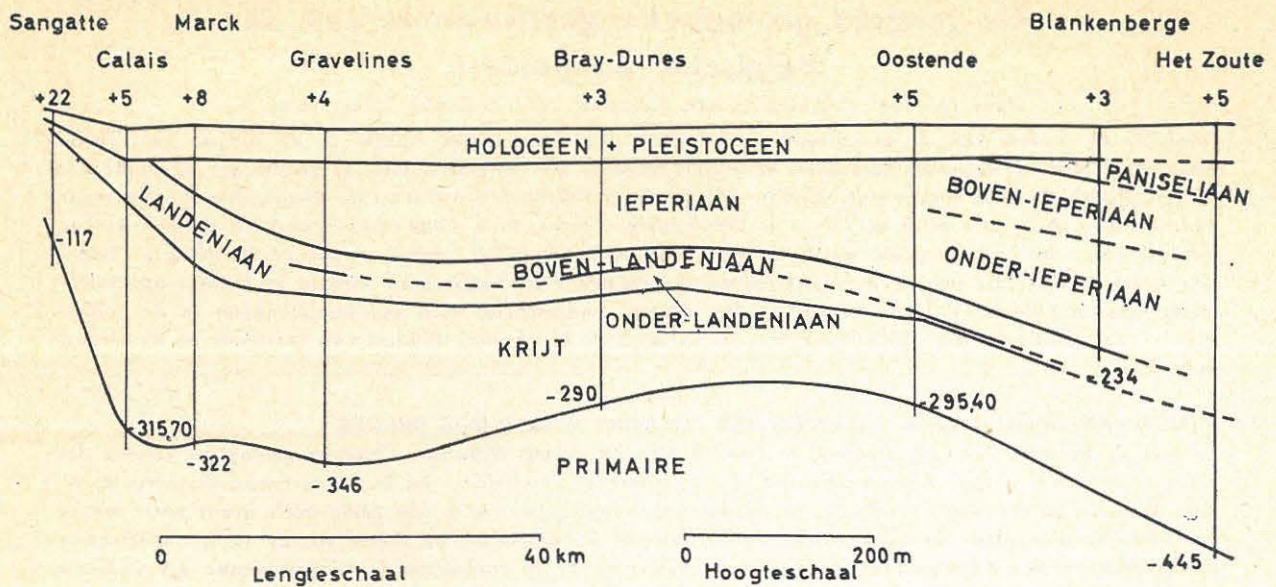 Sangatte Marck Blankenberge
Calais Gravelines Bray-Dunes Oostende Het Zoute
+22 +5 +8 +4 +3 +5 +3 +5
HOLOCEEN + PLEISTOCEEN
PANISELIAAN
BOVEN-IEPERIAAN
IEPERIAAN
LANDENIAAN
-117
ONDER-IEPERIAAN
BOVEN-LANDENIAAN
ONDER-LANDENIAAN
KRIJT
-234
-290
-295,40
-315,70
-322
PRIMAIRE
-346
0 40 km 0 200m
Lengteschaal Hoogteschaal
-445